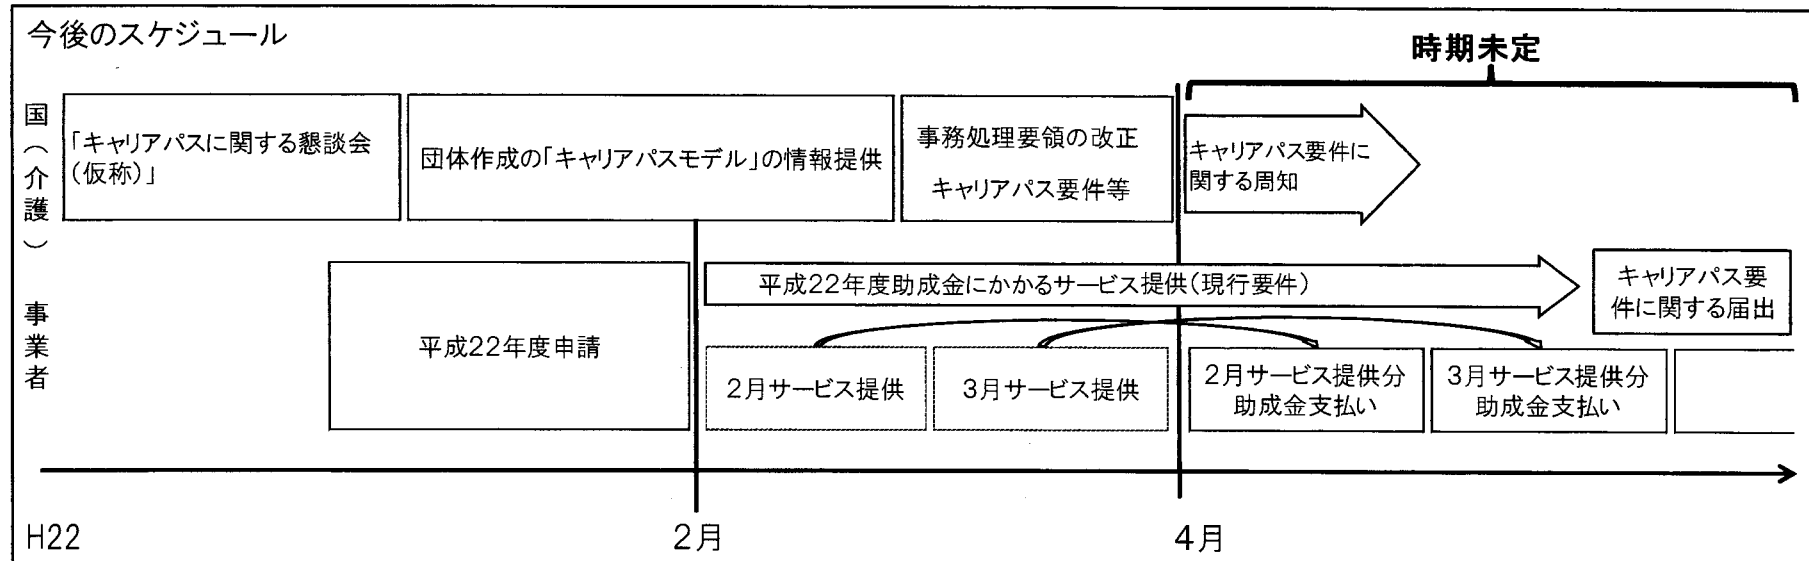 今後のスケジュール
時期未定
国(介護)
「キャリアパスに関する懇談会
(仮称)」
団体作成の「キャリアパスモデル」の情報提供
事務処理要領の改正
キャリアパス要件等
キャリアパス要件に
関する周知
事業者
平成22年度申請
平成22年度助成金にかかるサービス提供(現行要件)
キャリアパス要
件に関する届出
2月サービス提供
3月サービス提供
2月サービス提供分
助成金支払い
3月サービス提供分
助成金支払い
H22
2月
4月